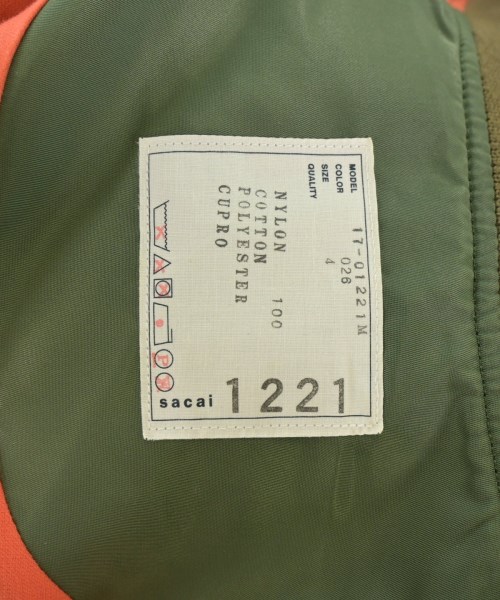 MODEL 17-01221M
COLOR 026
SIZE 4
QUALITY
NYLON 100
COTTON
POLYESTER
CUPRO
P
sacai 1221